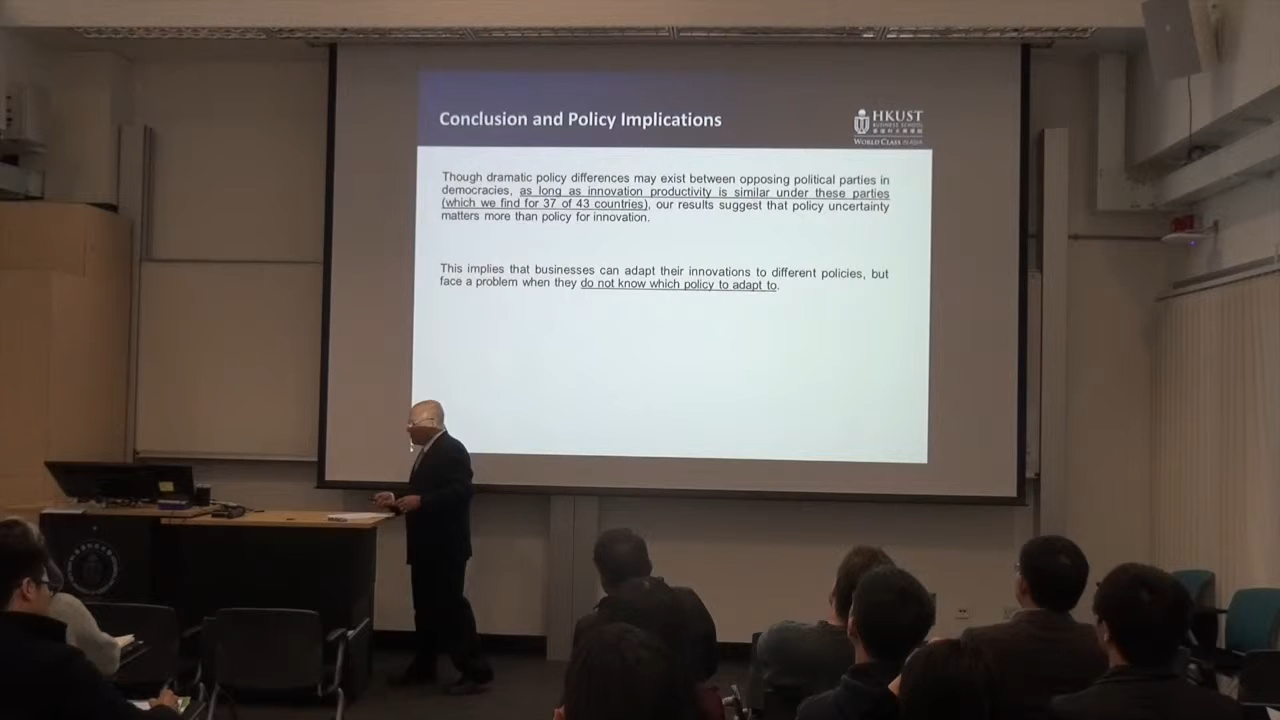 Conclusion and Policy Implications
HKUST
BUSINESS SCHOOL
WORLD CLASS IN ASIA
Though dramatic policy differences may exist between opposing political parties in
democracies, as long as innovation productivity is similar under these parties
(which we find for 37 of 43 countries), our results suggest that policy uncertainty
matters more than policy for innovation.
This implies that businesses can adapt their innovations to different policies, but
face a problem when they do not know which policy to adapt to.